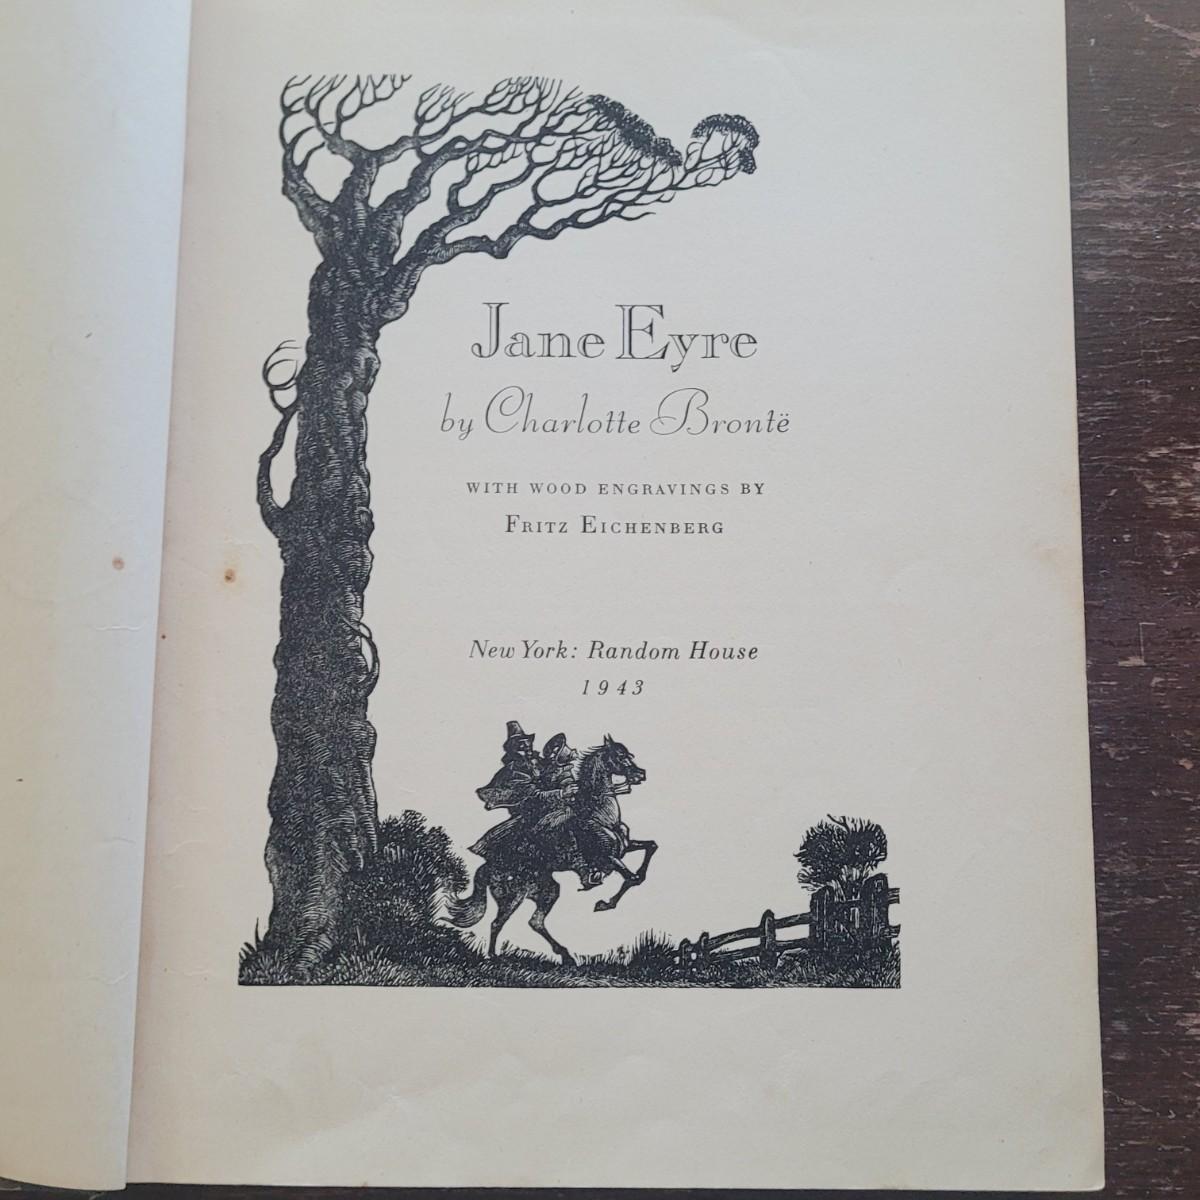 Jane Eyre
by Charlotte Brontë
WITH WOOD ENGRAVINGS BY
FRITZ EICHENBERG
New York: Random House
1943